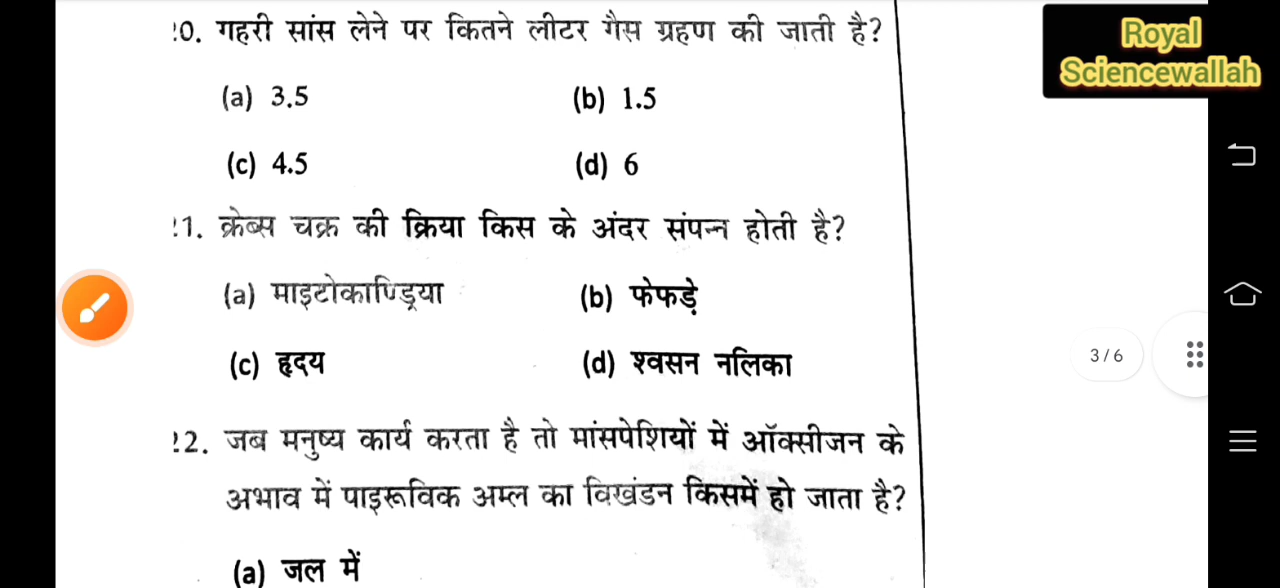 !0. गहरी सांस लेने पर कितने लीटर गैस ग्रहण की जाती है?
(a) 3.5 (b) 1.5
(c) 4.5 (d) 6
!1. क्रेब्स चक्र की क्रिया किस के अंदर संपन्न होती है?
(a) माइटोकाण्ड्रिया (b) फेफड़े
(c) हृदय (d) श्वसन नलिका
!2. जब मनुष्य कार्य करता है तो मांसपेशियों में ऑक्सीजन के
अभाव में पाइरूविक अम्ल का विखंडन किसमें हो जाता है?
(a) जल में
Royal
Sciencewallah
3/6